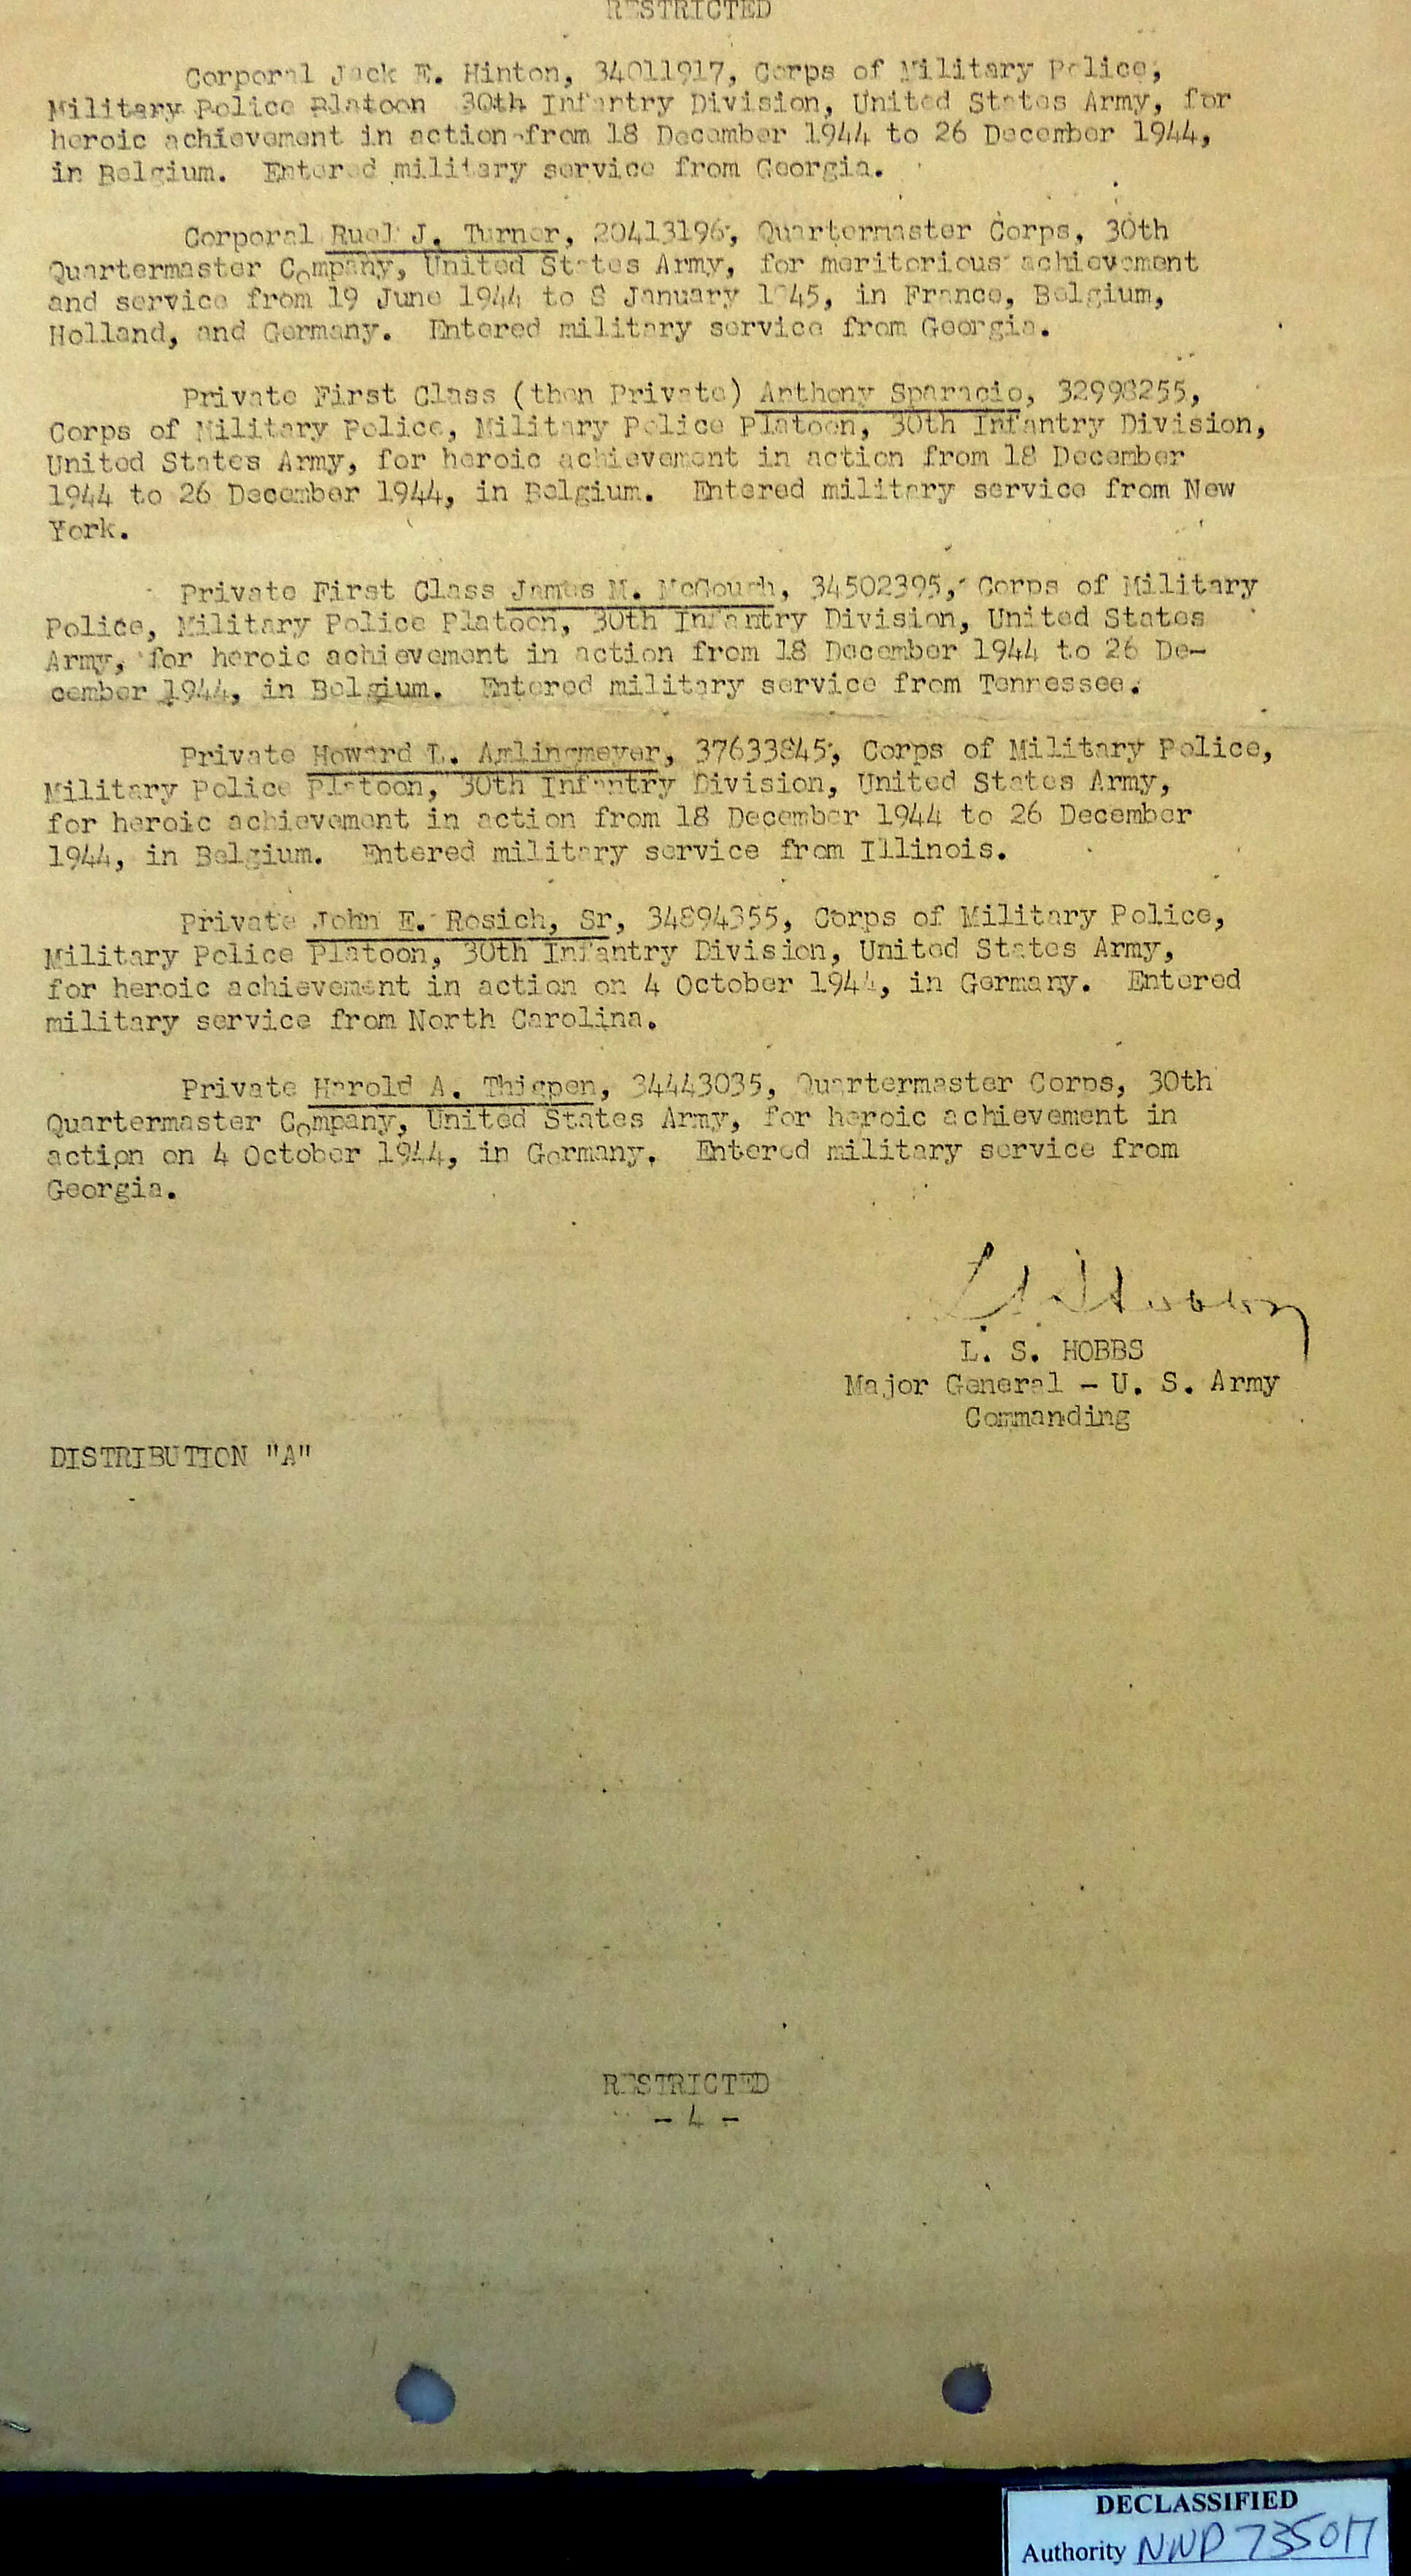 RESTRICTED
Corporal Jack E. Hinton, 34011917, Corps of Military Police,
Military Police Platoon 30th Infantry Division, United States Army, for
heroic achievement in action from 18 December 1944 to 26 December 1944,
in Belgium. Entered military service from Georgia.
Corporal Ruel J. Turner, 20413196, Quartermaster Corps, 30th
Quartermaster Company, United States Army, for meritorious achievement
and service from 19 June 1944 to 8 January 1945, in France, Belgium,
Holland, and Germany. Entered military service from Georgia.
Private First Class (then Private) Anthony Sparacio, 32998255,
Corps of Military Police, Military Police Platoon, 30th Infantry Division,
United States Army, for heroic achievement in action from 18 December
1944 to 26 December 1944, in Belgium. Entered military service from New
York.
Private First Class James M. McGough, 34502395, Corps of Military
Police, Military Police Platoon, 30th Infantry Division, United States
Army, for heroic achievement in action from 18 December 1944 to 26 De-
cember 1944, in Belgium. Entered military service from Tennessee.
Private Howard L. Amlingmeyer, 37633845, Corps of Military Police,
Military Police Platoon, 30th Infantry Division, United States Army,
for heroic achievement in action from 18 December 1944 to 26 December
1944, in Belgium. Entered military service from Illinois.
Private John E. Rosich, Sr, 34894355, Corps of Military Police,
Military Police Platoon, 30th Infantry Division, United States Army,
for heroic achievement in action on 4 October 1944, in Germany. Entered
military service from North Carolina.
Private Harold A. Thigpen, 34443035, Quartermaster Corps, 30th
Quartermaster Company, United States Army, for heroic achievement in
action on 4 October 1944, in Germany. Entered military service from
Georgia.
L. S. HOBBS
Major General - U. S. Army
Commanding
DISTRIBUTION "A"
RESTRICTED
- 4 -
DECLASSIFIED
Authority NND 735017